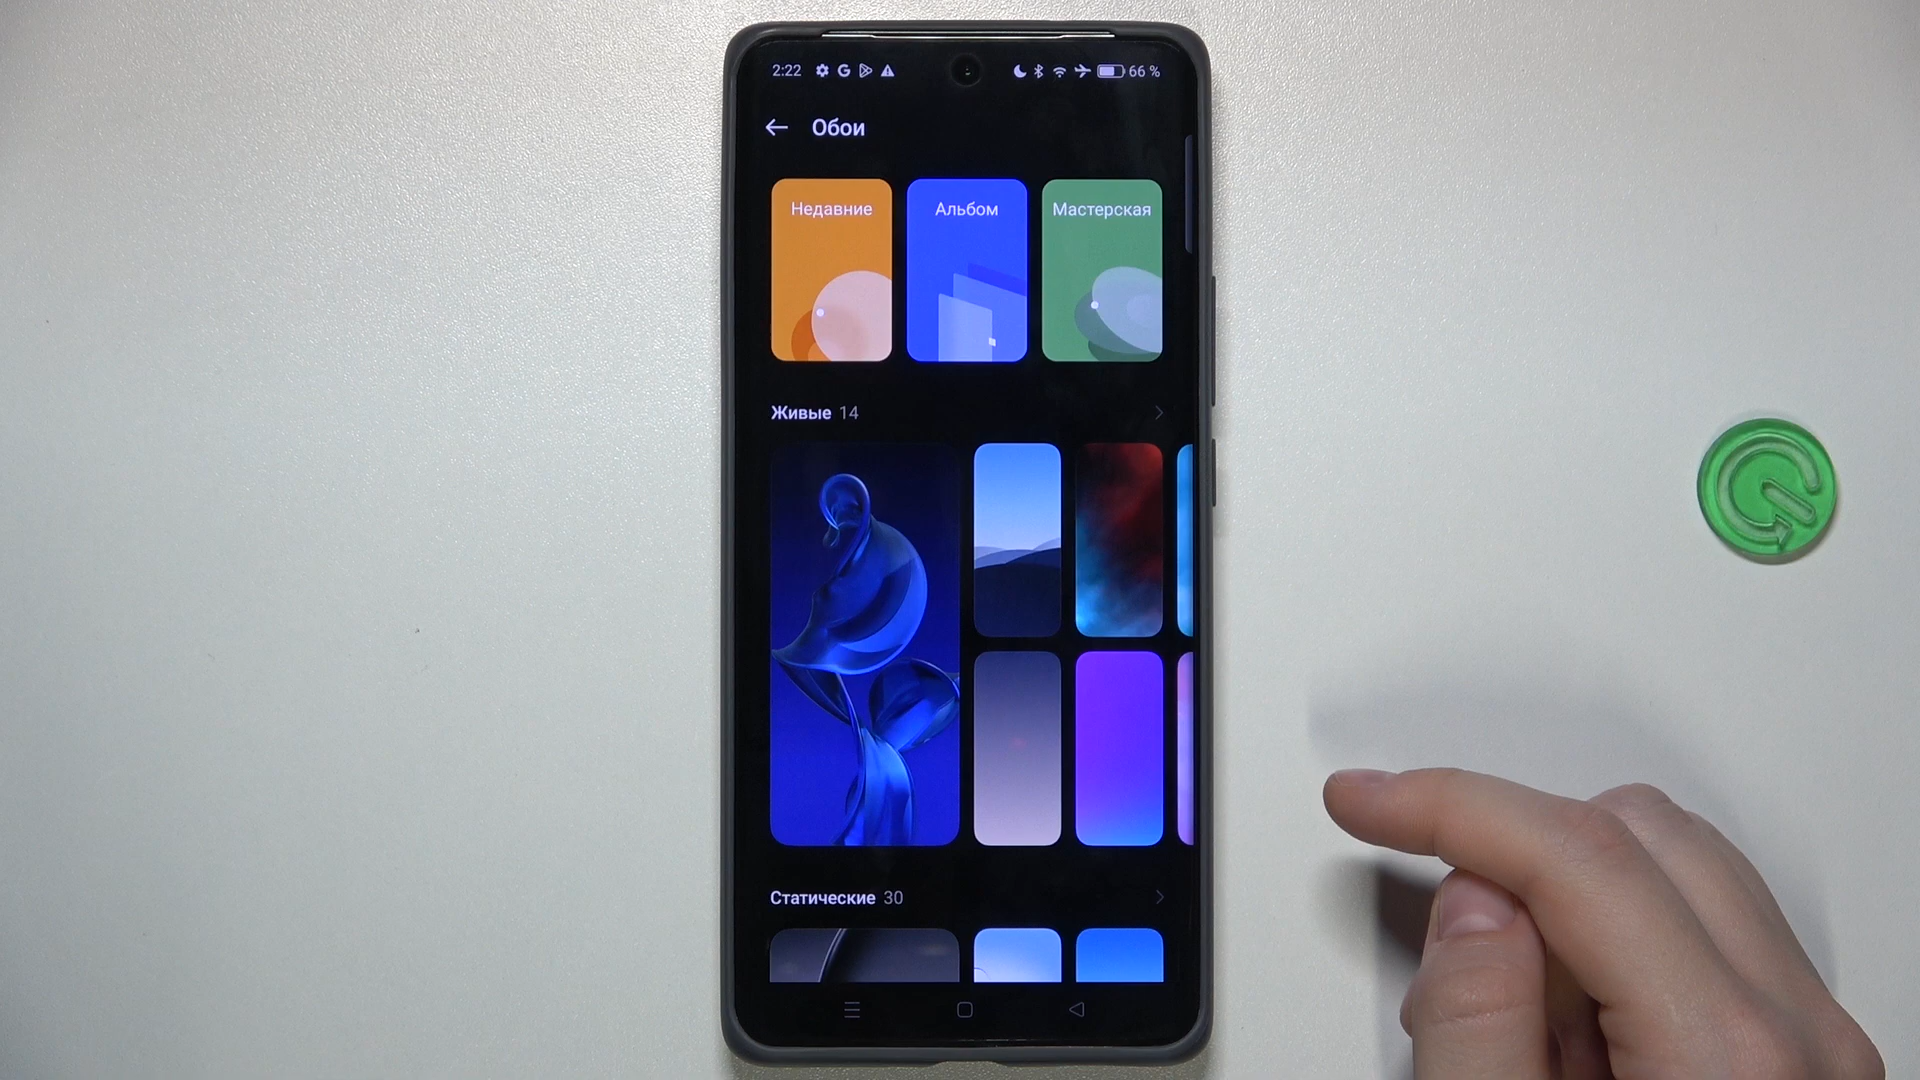 2:22 66 %
Обои
Недавние Альбом Мастерская
Живые 14
Статические 30